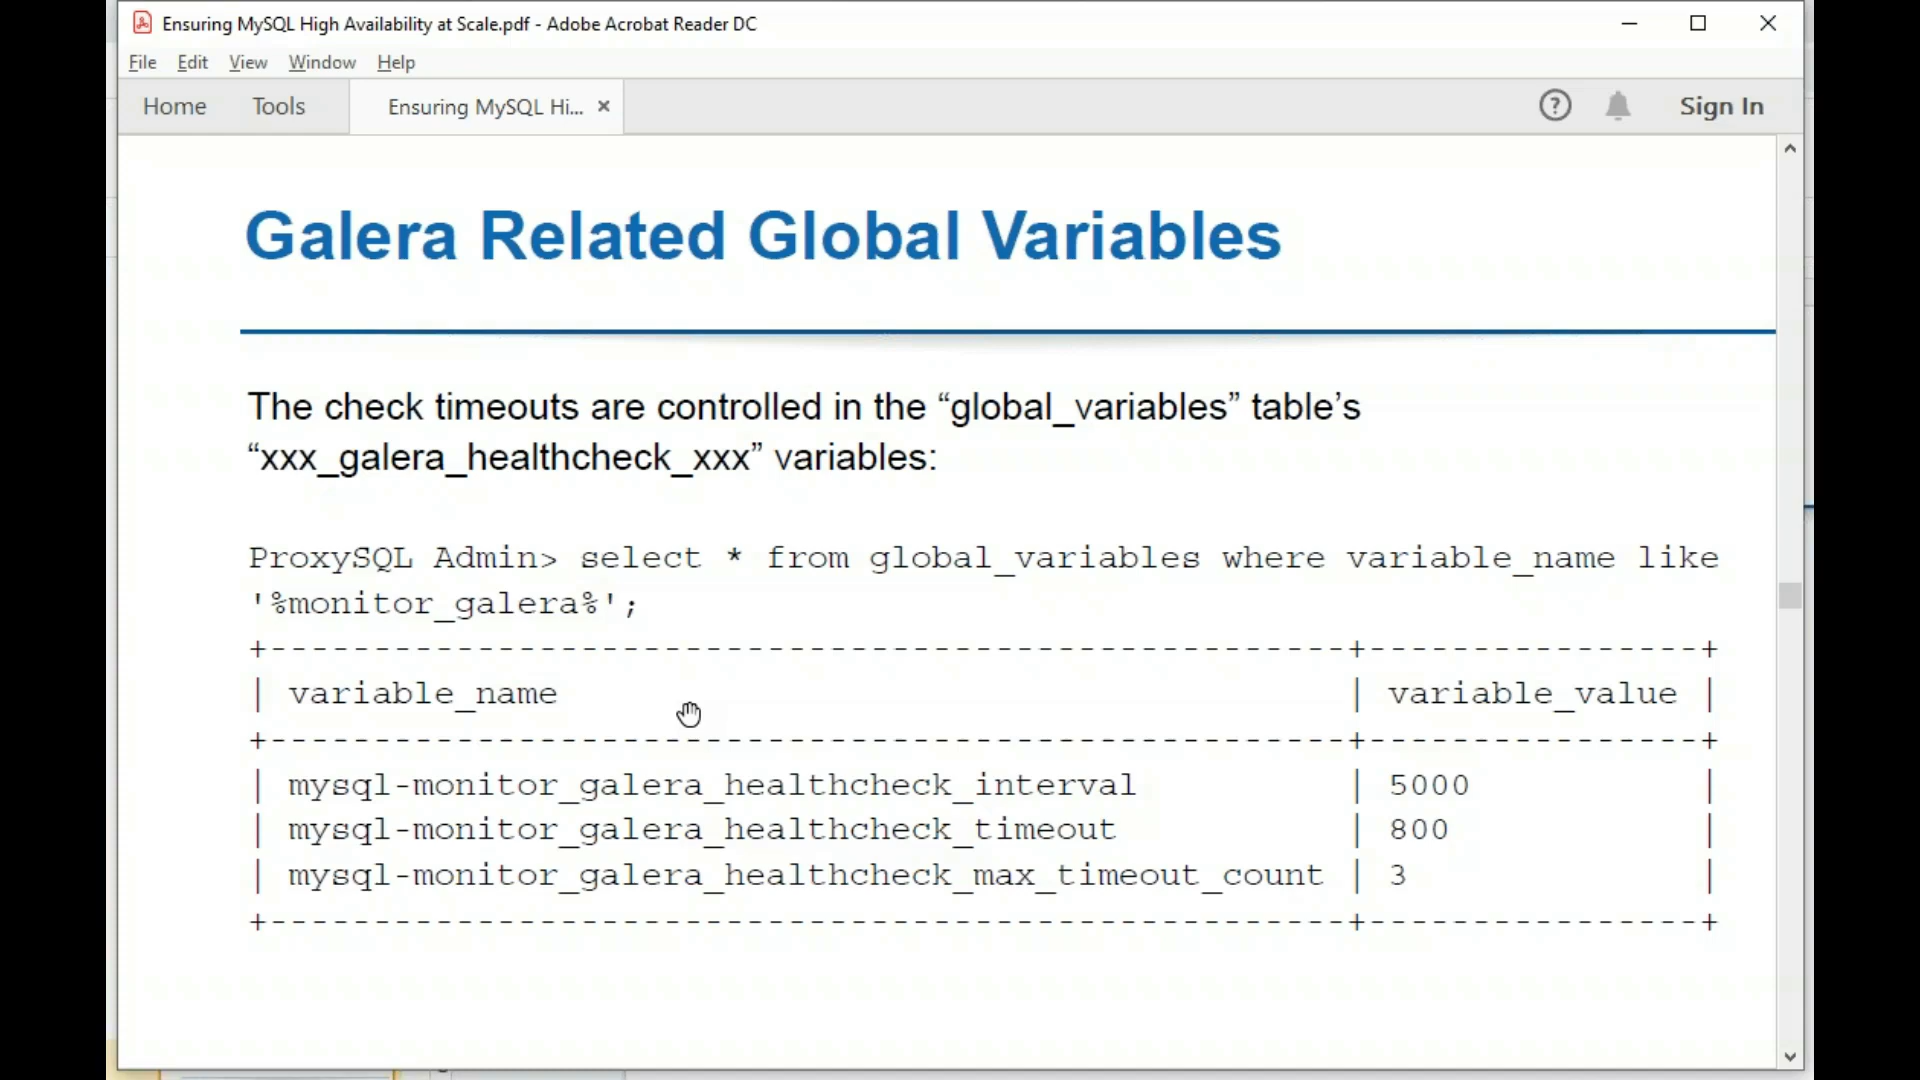 Ensuring MySQL High Availability at Scale.pdf - Adobe Acrobat Reader DC
File Edit View Window Help
Home Tools Ensuring MySQL Hi... × ? Sign In
Galera Related Global Variables
The check timeouts are controlled in the “global_variables” table’s
“xxx_galera_healthcheck_xxx” variables:
ProxySQL Admin> select * from global_variables where variable_name like
'%monitor_galera%';
+-----------------------------------------------------+----------------+
| variable_name | variable_value |
+-----------------------------------------------------+----------------+
| mysql-monitor_galera_healthcheck_interval | 5000 |
| mysql-monitor_galera_healthcheck_timeout | 800 |
| mysql-monitor_galera_healthcheck_max_timeout_count | 3 |
+-----------------------------------------------------+----------------+